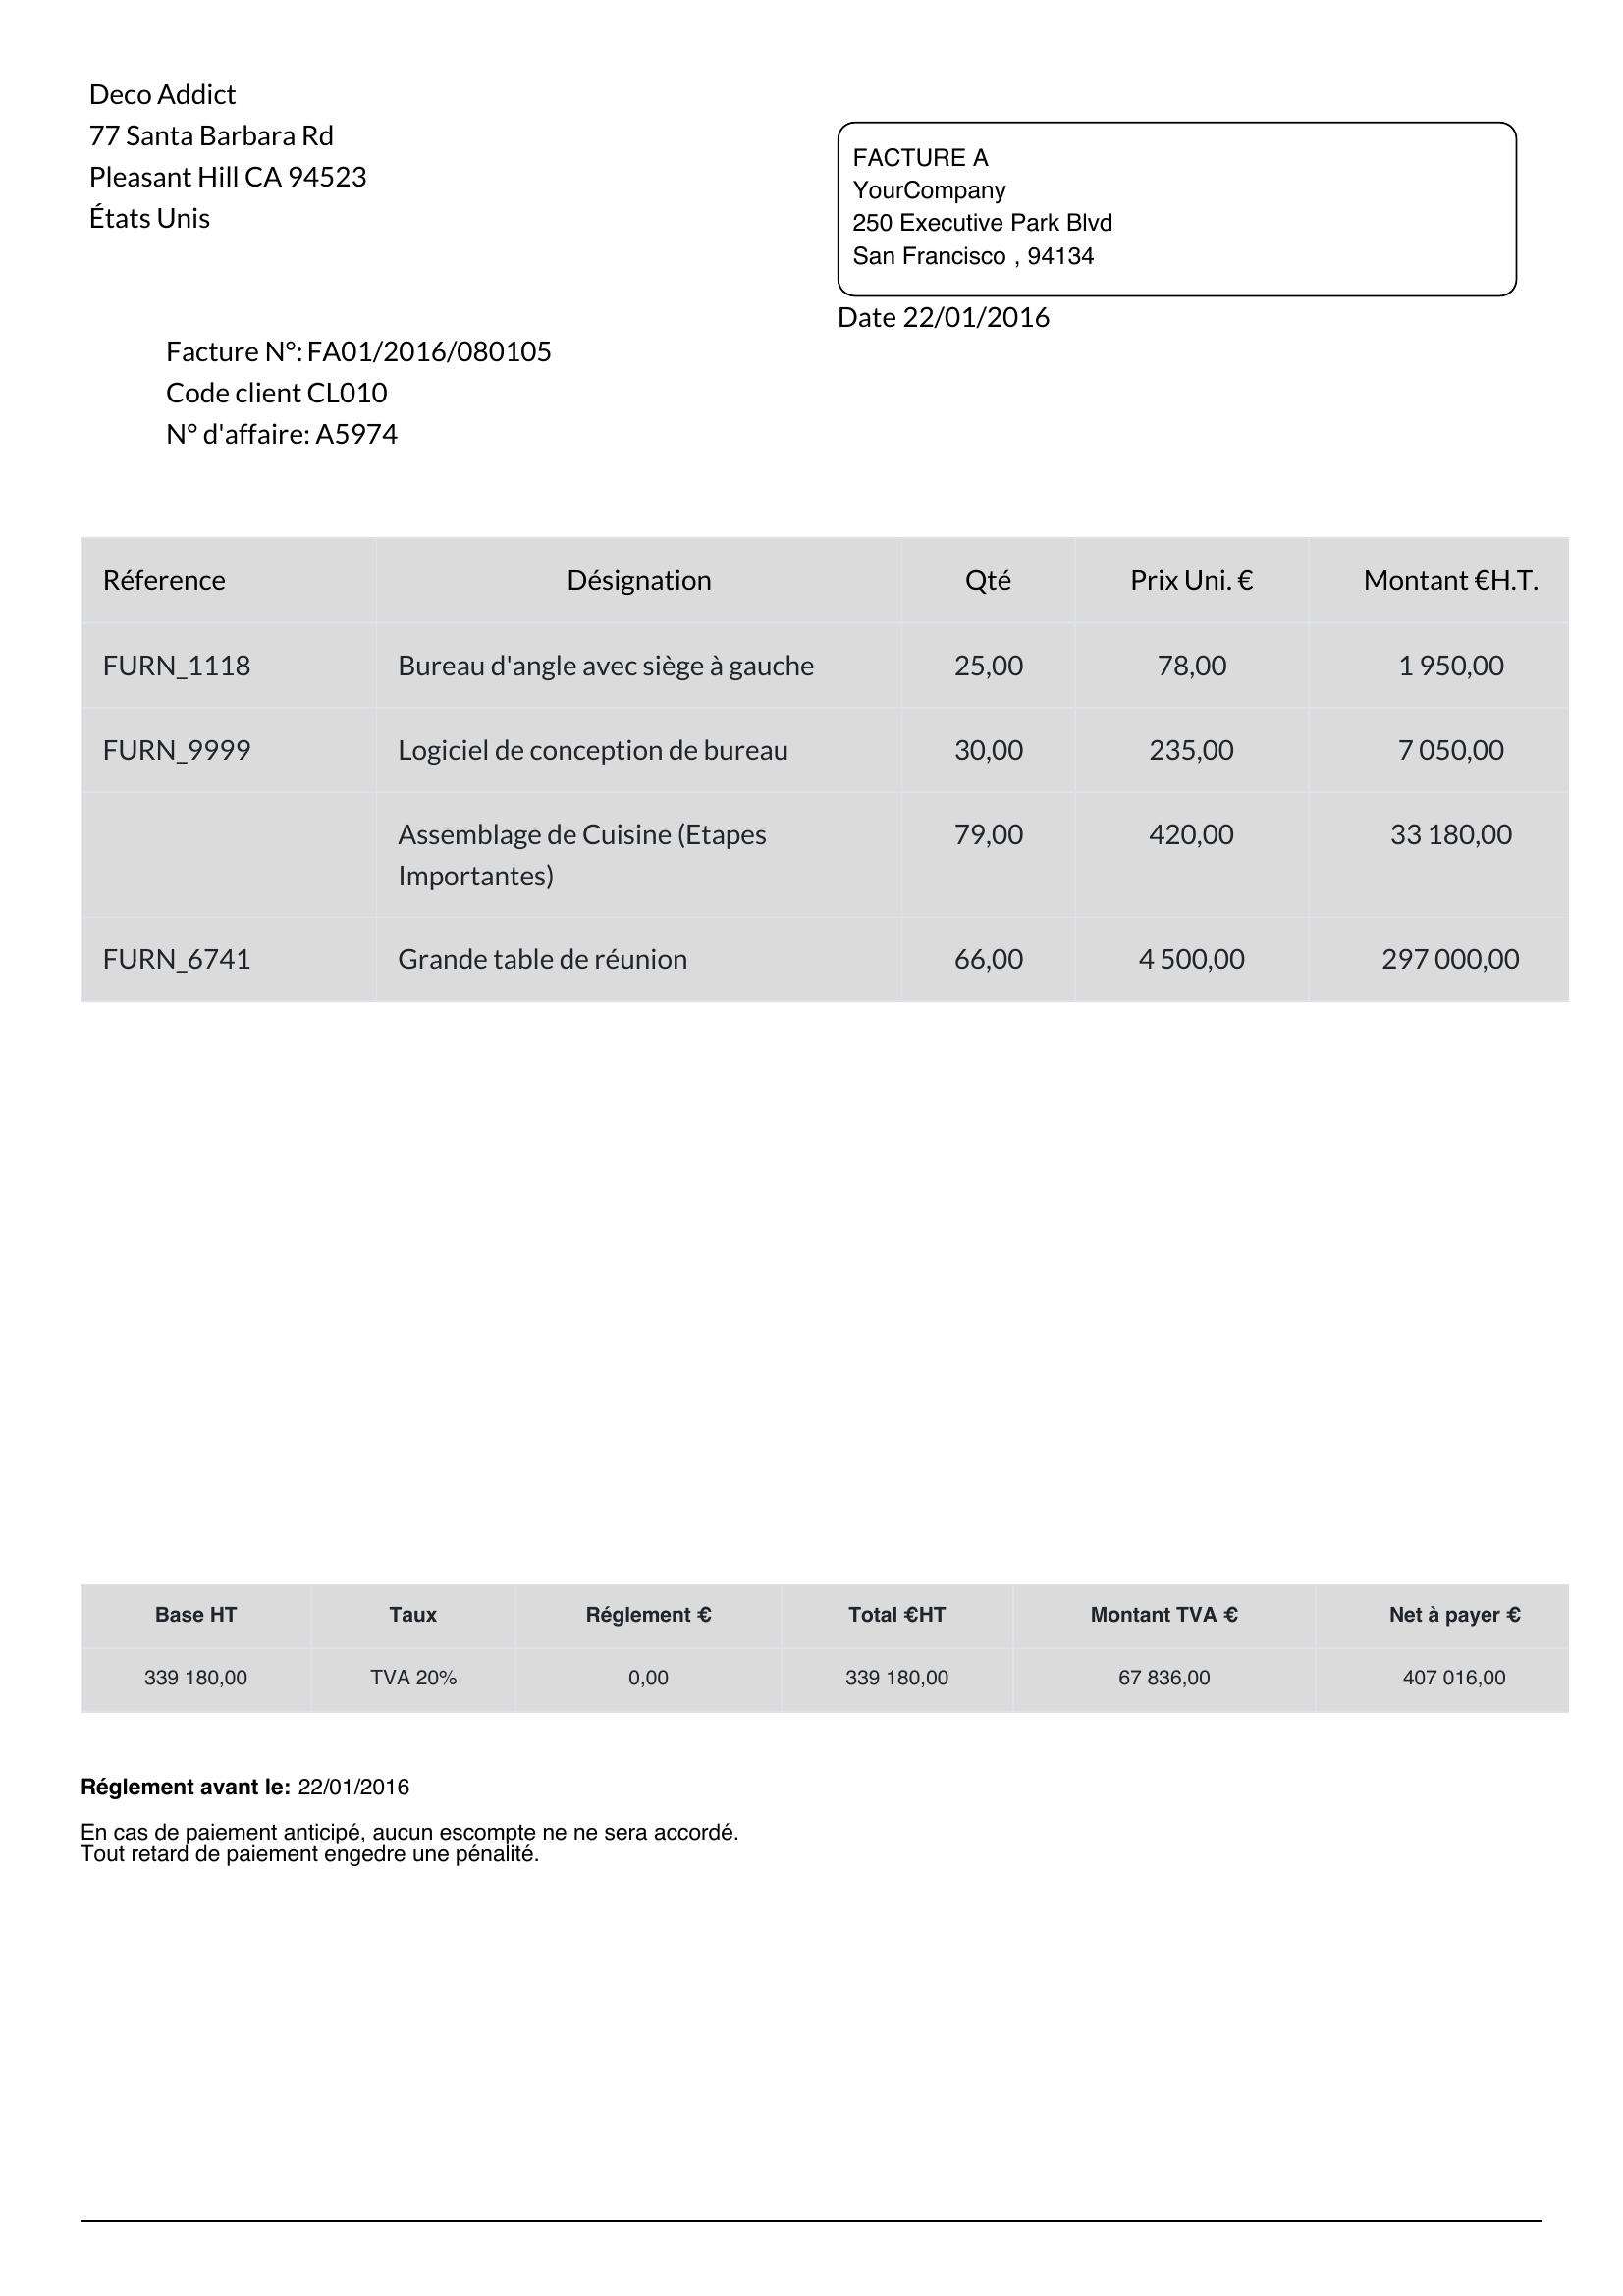 Deco Addict
77 Santa Barbara Rd
Pleasant Hill CA 94523
États Unis
FACTURE A
YourCompany
250 Executive Park Blvd
San Francisco , 94134
Date 22/01/2016
Facture N°: FA01/2016/080105
Code client CL010
N° d'affaire: A5974
Réference Désignation Qté Prix Uni. € Montant €H.T.
FURN_1118 Bureau d'angle avec siège à gauche 25,00 78,00 1 950,00
FURN_9999 Logiciel de conception de bureau 30,00 235,00 7 050,00
Assemblage de Cuisine (Etapes 79,00 420,00 33 180,00
Importantes)
FURN_6741 Grande table de réunion 66,00 4 500,00 297 000,00
Base HT Taux Réglement € Total €HT Montant TVA € Net à payer €
339 180,00 TVA 20% 0,00 339 180,00 67 836,00 407 016,00
Réglement avant le: 22/01/2016
En cas de paiement anticipé, aucun escompte ne ne sera accordé.
Tout retard de paiement engedre une pénalité.